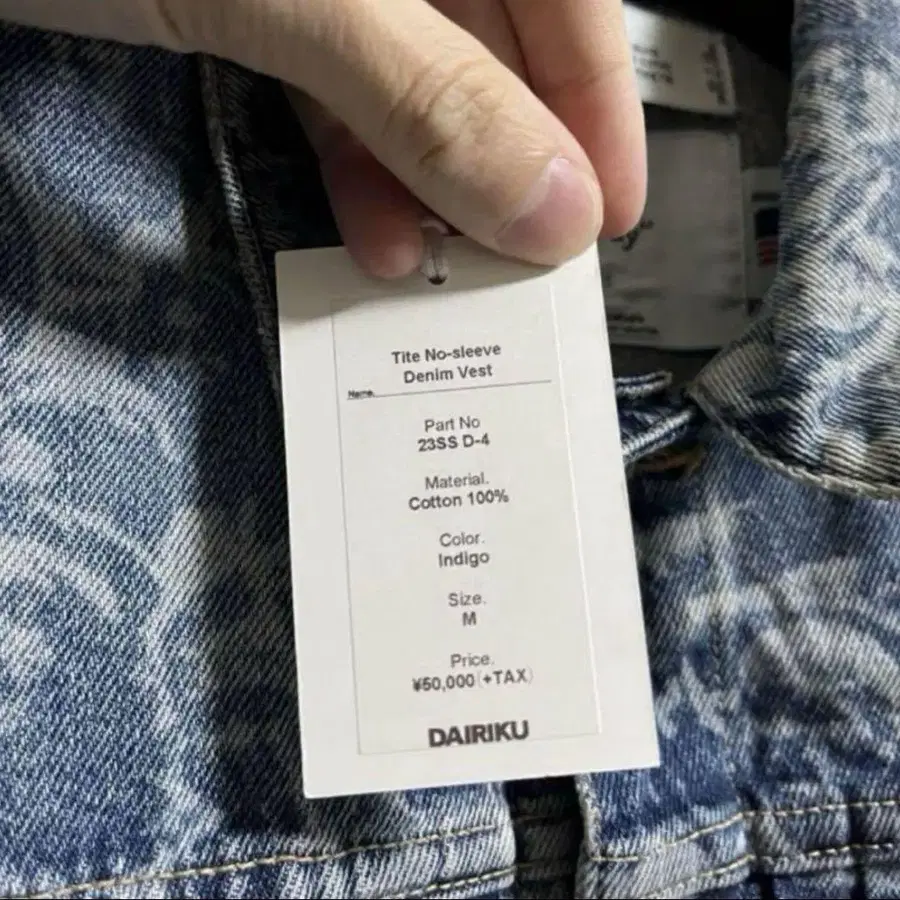 Tite No-sleeve
Denim Vest
Name.
Part No
23SS D-4
Material.
Cotton 100%
Color.
Indigo
Size.
M
Price.
¥50,000(+TAX)
DAIRIKU